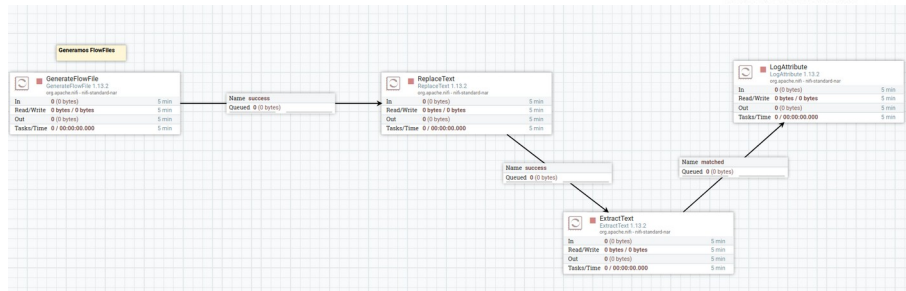 Generamos FlowFiles
GenerateFlowFile
GenerateFlowFile 1.13.2
org.apache.nifi - nifi-standard-nar
In 0 (0 bytes) 5 min
Read/Write 0 bytes / 0 bytes 5 min
Out 0 (0 bytes) 5 min
Tasks/Time 0 / 00:00:00.000 5 min
Name success
Queued 0 (0 bytes)
ReplaceText
ReplaceText 1.13.2
org.apache.nifi - nifi-standard-nar
In 0 (0 bytes) 5 min
Read/Write 0 bytes / 0 bytes 5 min
Out 0 (0 bytes) 5 min
Tasks/Time 0 / 00:00:00.000 5 min
Name success
Queued 0 (0 bytes)
ExtractText
ExtractText 1.13.2
org.apache.nifi - nifi-standard-nar
In 0 (0 bytes) 5 min
Read/Write 0 bytes / 0 bytes 5 min
Out 0 (0 bytes) 5 min
Tasks/Time 0 / 00:00:00.000 5 min
Name matched
Queued 0 (0 bytes)
LogAttribute
LogAttribute 1.13.2
org.apache.nifi - nifi-standard-nar
In 0 (0 bytes) 5 min
Read/Write 0 bytes / 0 bytes 5 min
Out 0 (0 bytes) 5 min
Tasks/Time 0 / 00:00:00.000 5 min